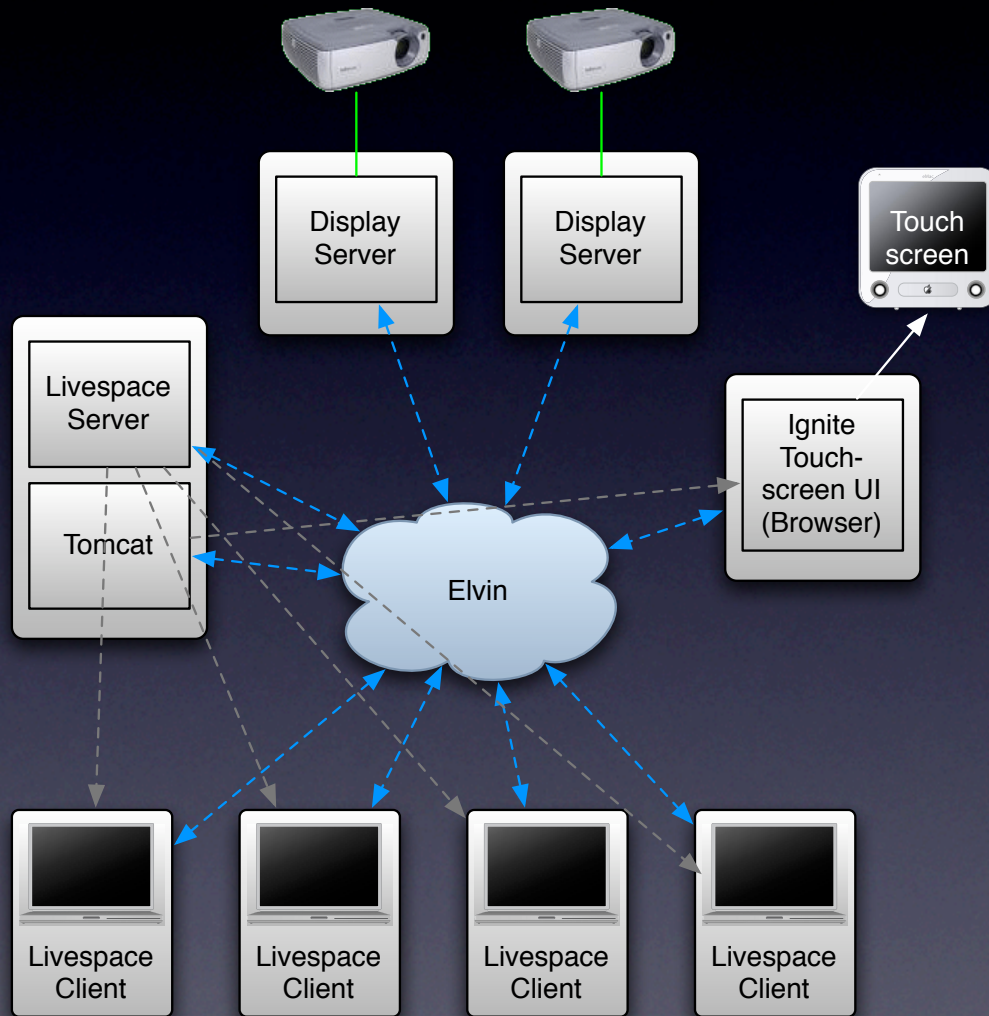 Display
Server
Display
Server
Touch
screen
Livespace
Server
Tomcat
Ignite
Touch-
screen UI
(Browser)
Elvin
Livespace
Client
Livespace
Client
Livespace
Client
Livespace
Client